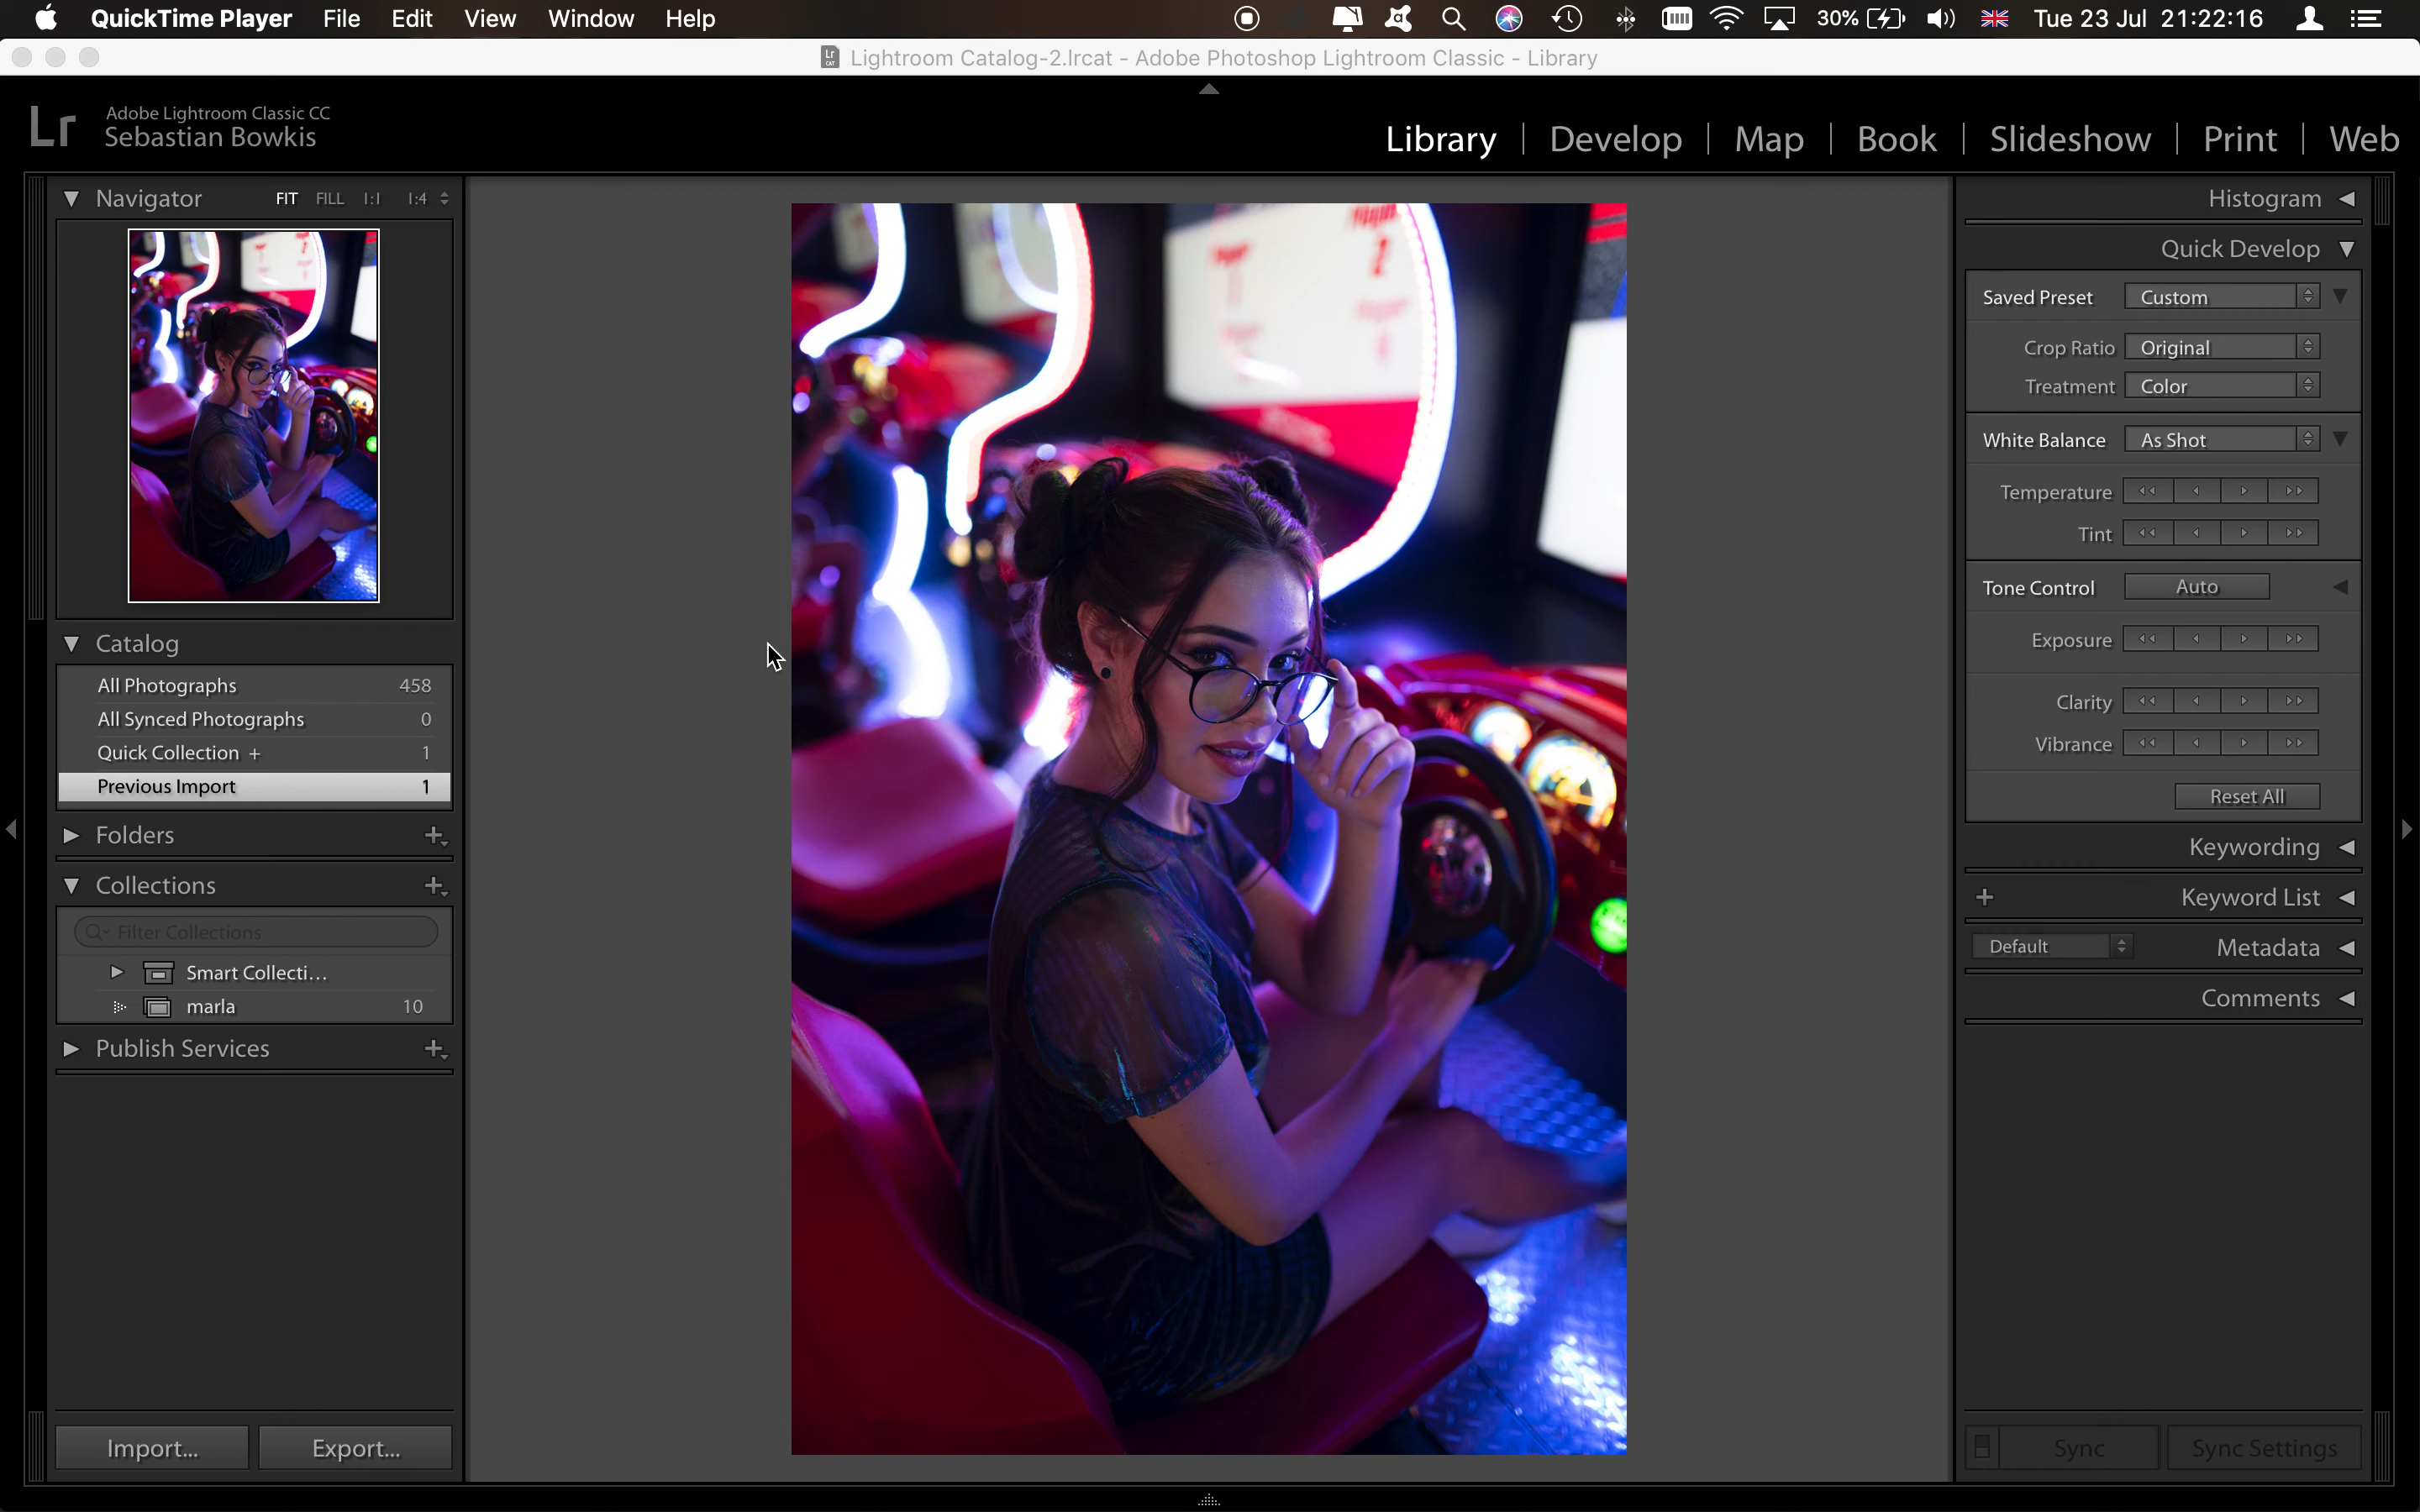 QuickTime Player File Edit View Window Help 30% Tue 23 Jul 21:22:16
Lr CAT Lightroom Catalog-2.lrcat - Adobe Photoshop Lightroom Classic - Library
Lr
Adobe Lightroom Classic CC
Sebastian Bowkis
Library | Develop | Map | Book | Slideshow | Print | Web
Navigator FIT FILL 1:1 1:4
Catalog
All Photographs 458
All Synced Photographs 0
Quick Collection + 1
Previous Import 1
Folders
Collections
Filter Collections
Smart Collecti...
marla 10
Publish Services
Import...
Export...
Histogram
Quick Develop
Saved Preset Custom
Crop Ratio Original
Treatment Color
White Balance As Shot
Temperature
Tint
Tone Control Auto
Exposure
Clarity
Vibrance
Reset All
Keywording
Keyword List
Default Metadata
Comments
Sync
Sync Settings